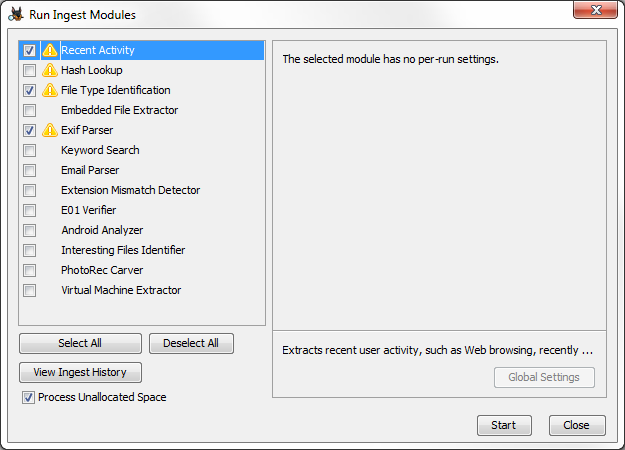 Run Ingest Modules
Recent Activity
Hash Lookup
File Type Identification
Embedded File Extractor
Exif Parser
Keyword Search
Email Parser
Extension Mismatch Detector
E01 Verifier
Android Analyzer
Interesting Files Identifier
PhotoRec Carver
Virtual Machine Extractor
Select All
Deselect All
View Ingest History
Process Unallocated Space
The selected module has no per-run settings.
Extracts recent user activity, such as Web browsing, recently ...
Global Settings
Start
Close